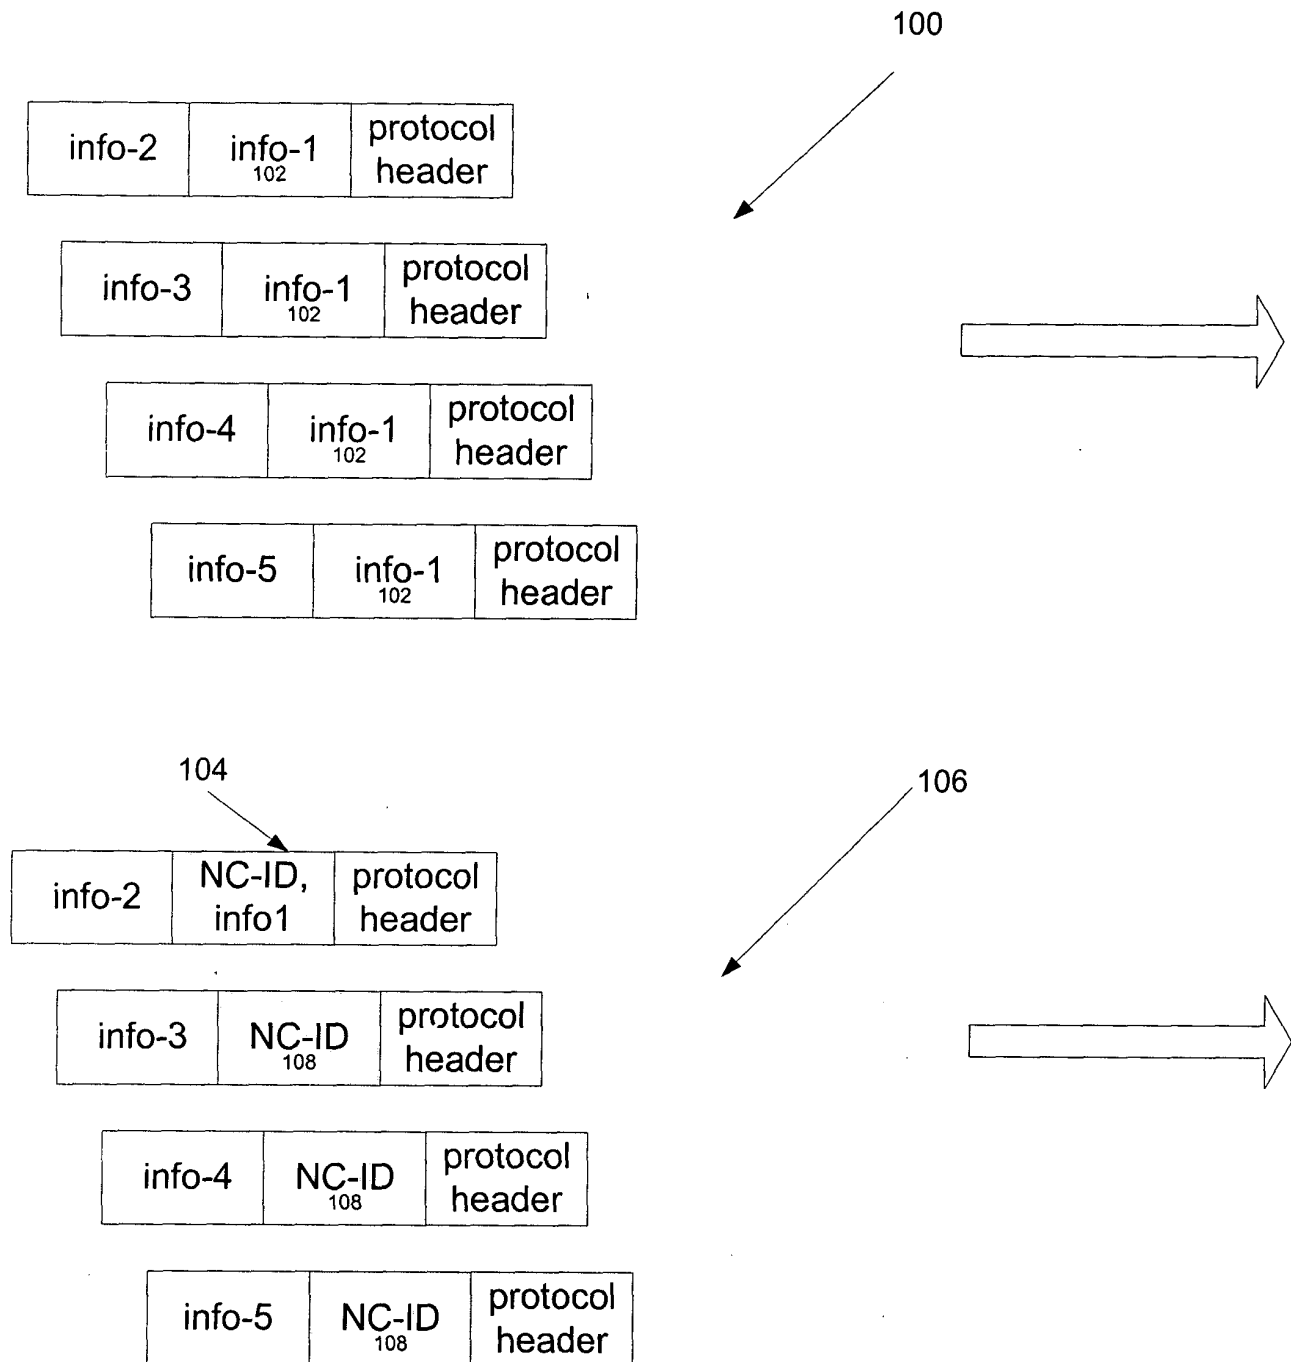 100
info-2 info-1 protocol
102 header
info-3 info-1 protocol
102 header
info-4 info-1 protocol
102 header
info-5 info-1 protocol
102 header
104
106
info-2 NC-ID, protocol
info1 header
info-3 NC-ID protocol
108 header
info-4 NC-ID protocol
108 header
info-5 NC-ID protocol
108 header